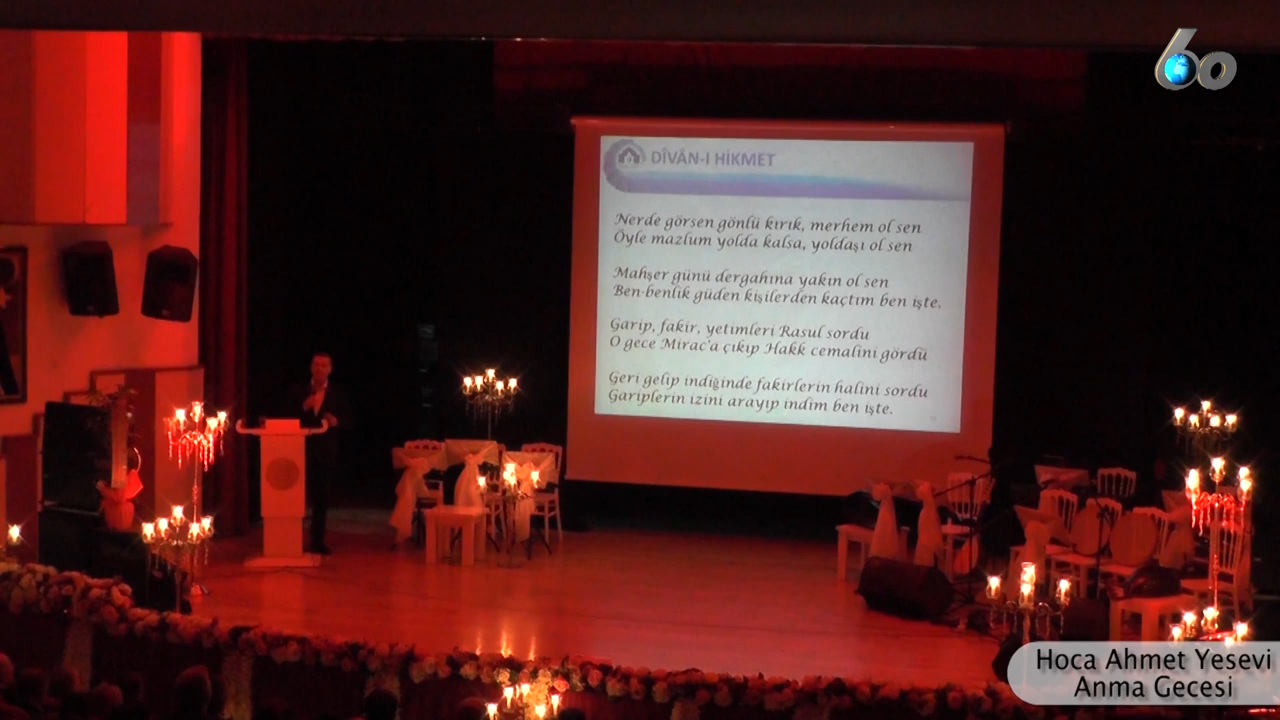 60
DÎVÂN-I HİKMET
Nerde görsen gönlü kırık, merhem ol sen
Öyle mazlum yolda kalsa, yoldaşı ol sen
Mahşer günü dergahına yakın ol sen
Ben-benlik güden kişilerden kaçtım ben işte.
Garip, fakir, yetimleri Rasul sordu
O gece Mirac'a çıkıp Hakk cemalini gördü
Geri gelip indiğinde fakirlerin halini sordu
Gariplerin izini arayıp indim ben işte.
Hoca Ahmet Yesevi
Anma Gecesi